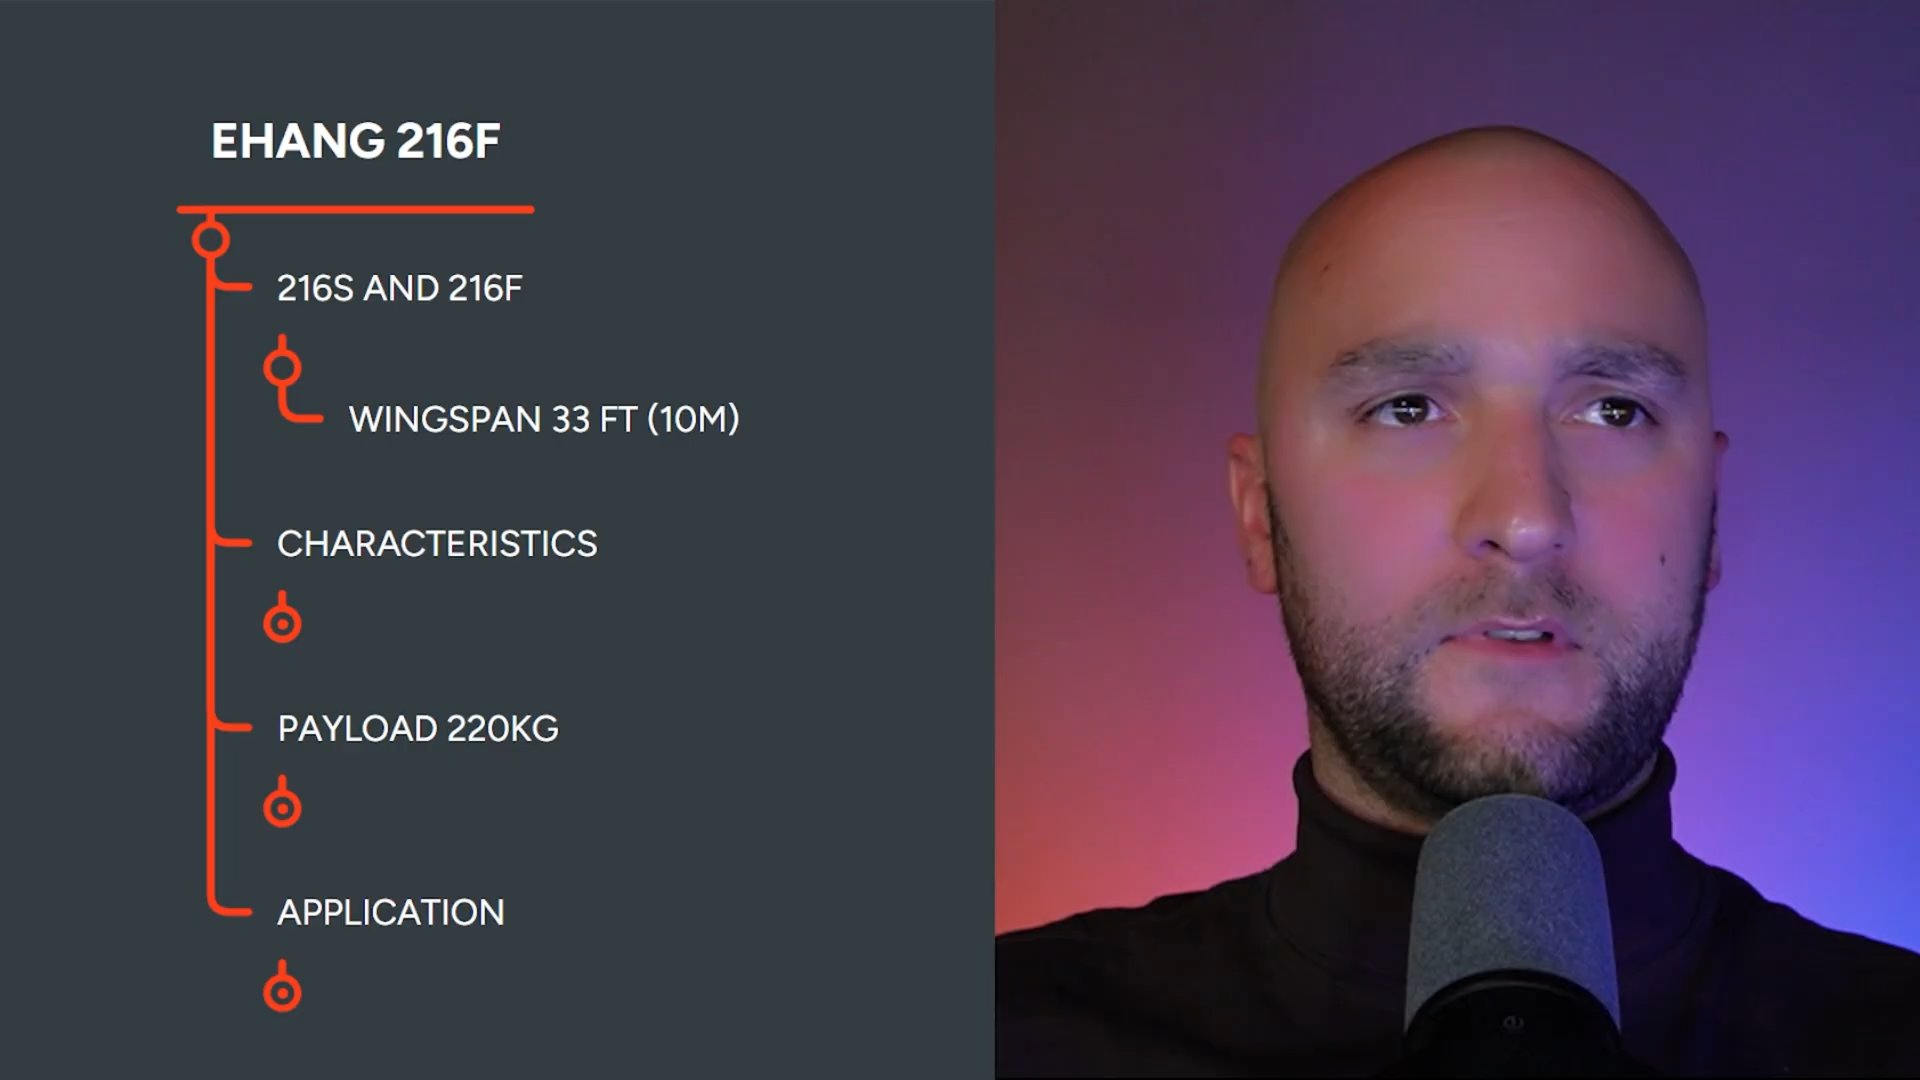 EHANG 216F
216S AND 216F
WINGSPAN 33 FT (10M)
CHARACTERISTICS
PAYLOAD 220KG
APPLICATION